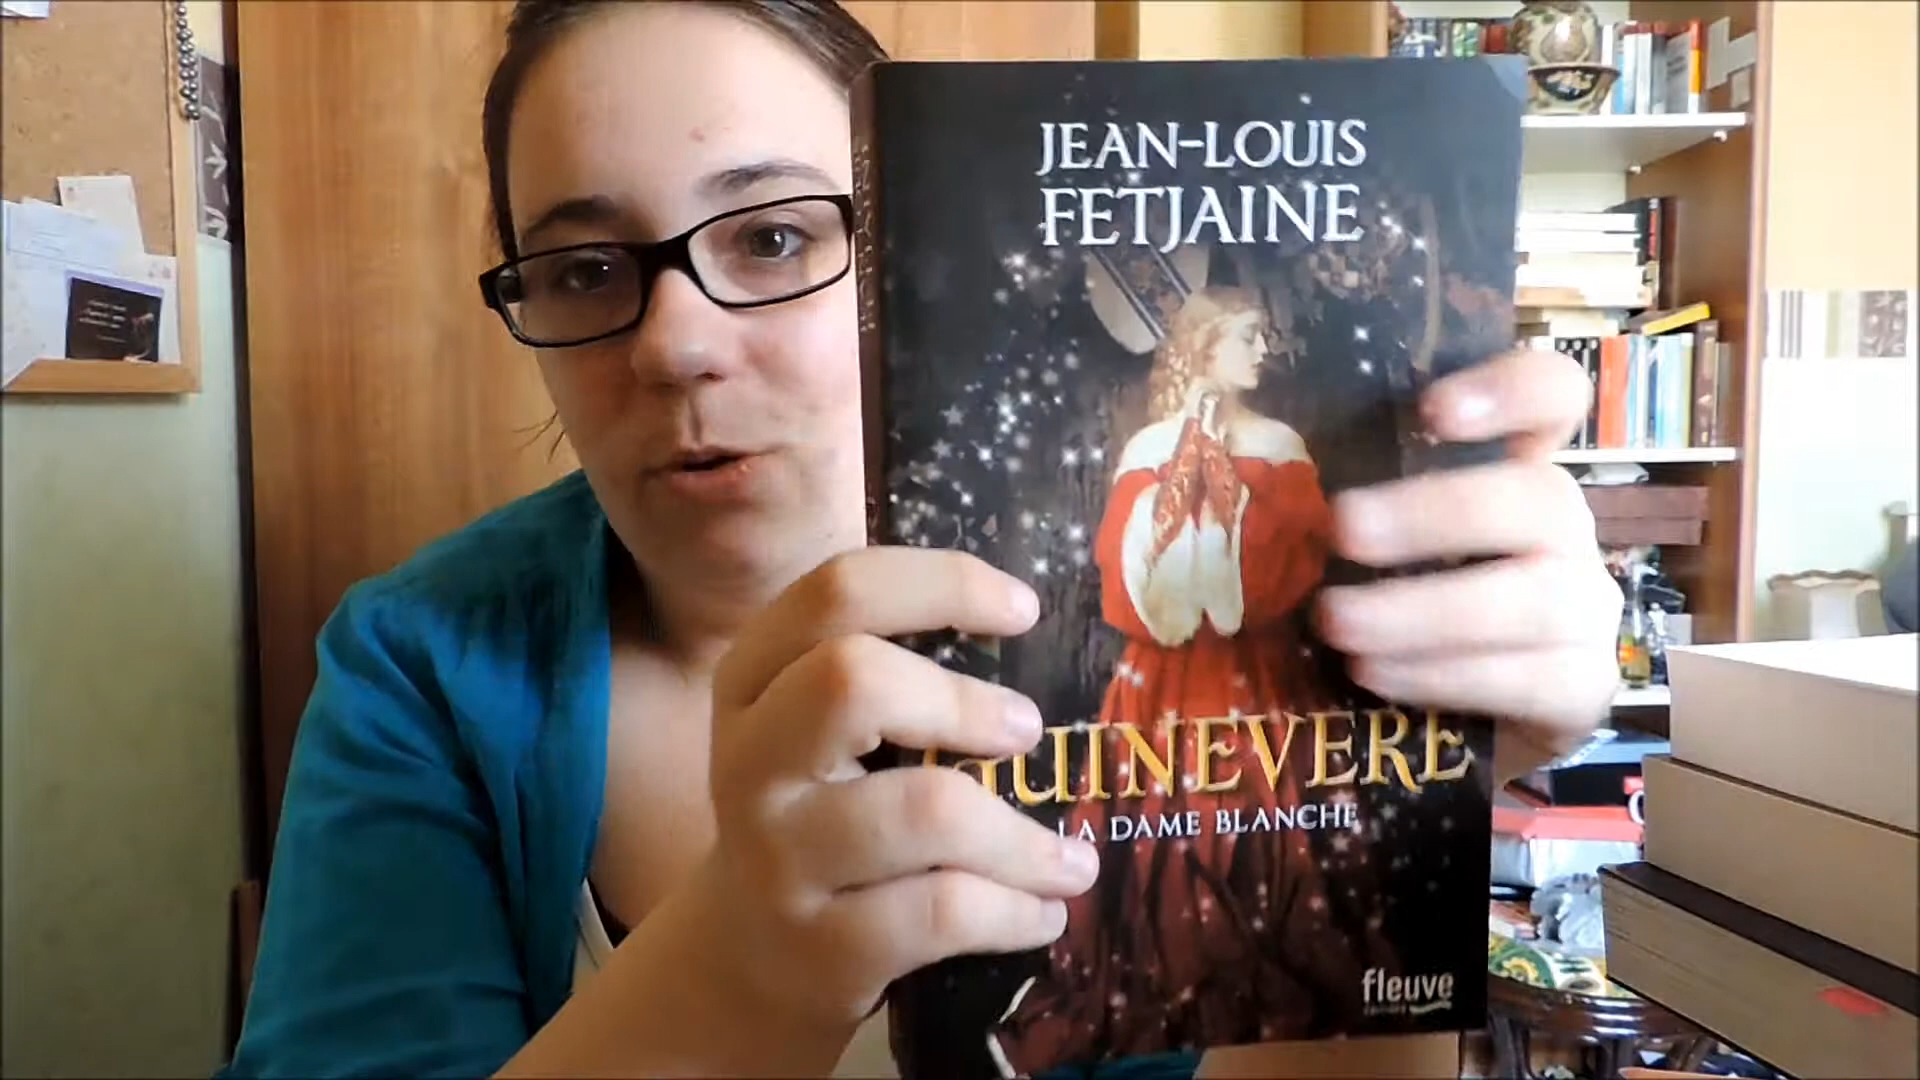 JEAN-LOUIS
FETJAINE
GUINEVERE
LA DAME BLANCHE
fleuve